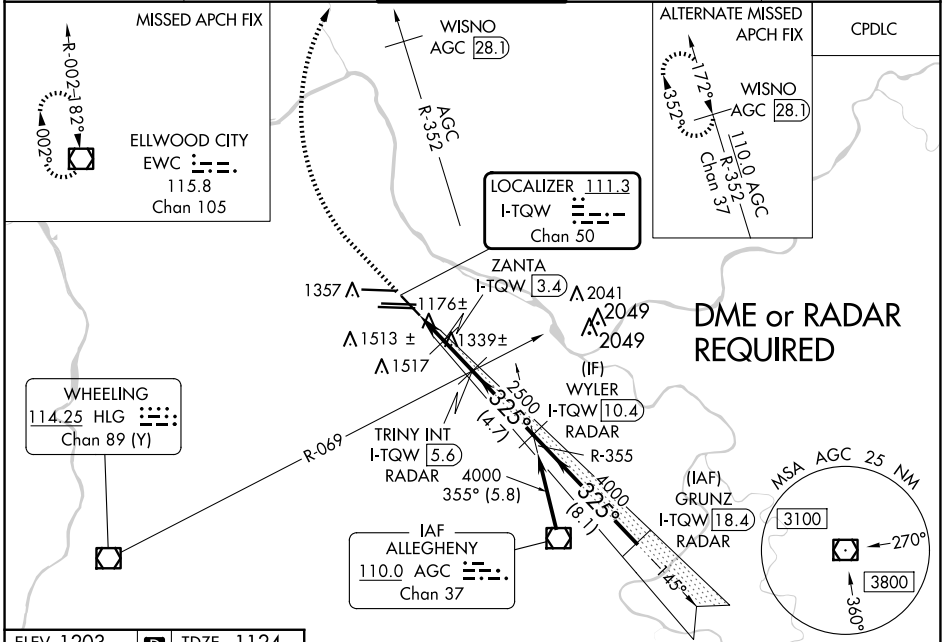 MISSED APCH FIX
R-002
182°
002°
ELLWOOD CITY
EWC
115.8
Chan 105
WISNO
AGC 28.1
AGC
R-352
ALTERNATE MISSED
APCH FIX
172°
352°
WISNO
AGC 28.1
110.0 AGC
R-352
Chan 37
CPDLC
LOCALIZER 111.3
I-TQW
Chan 50
ZANTA
I-TQW 3.4
1357
1176±
1513 ±
1339±
1517
2041
2049
2049
DME or RADAR
REQUIRED
(IF)
WYLER
I-TQW 10.4
RADAR
2500
325°
(4.7)
R-355
WHEELING
114.25 HLG
Chan 89 (Y)
R-069
TRINY INT
I-TQW 5.6
RADAR
4000
355° (5.8)
4000
325°
(8.1)
(IAF)
GRUNZ
I-TQW 18.4
RADAR
145°
IAF
ALLEGHENY
110.0 AGC
Chan 37
MSA AGC 25 NM
3100
270°
3800
360°
ELEV 1203 D TDZE 1124